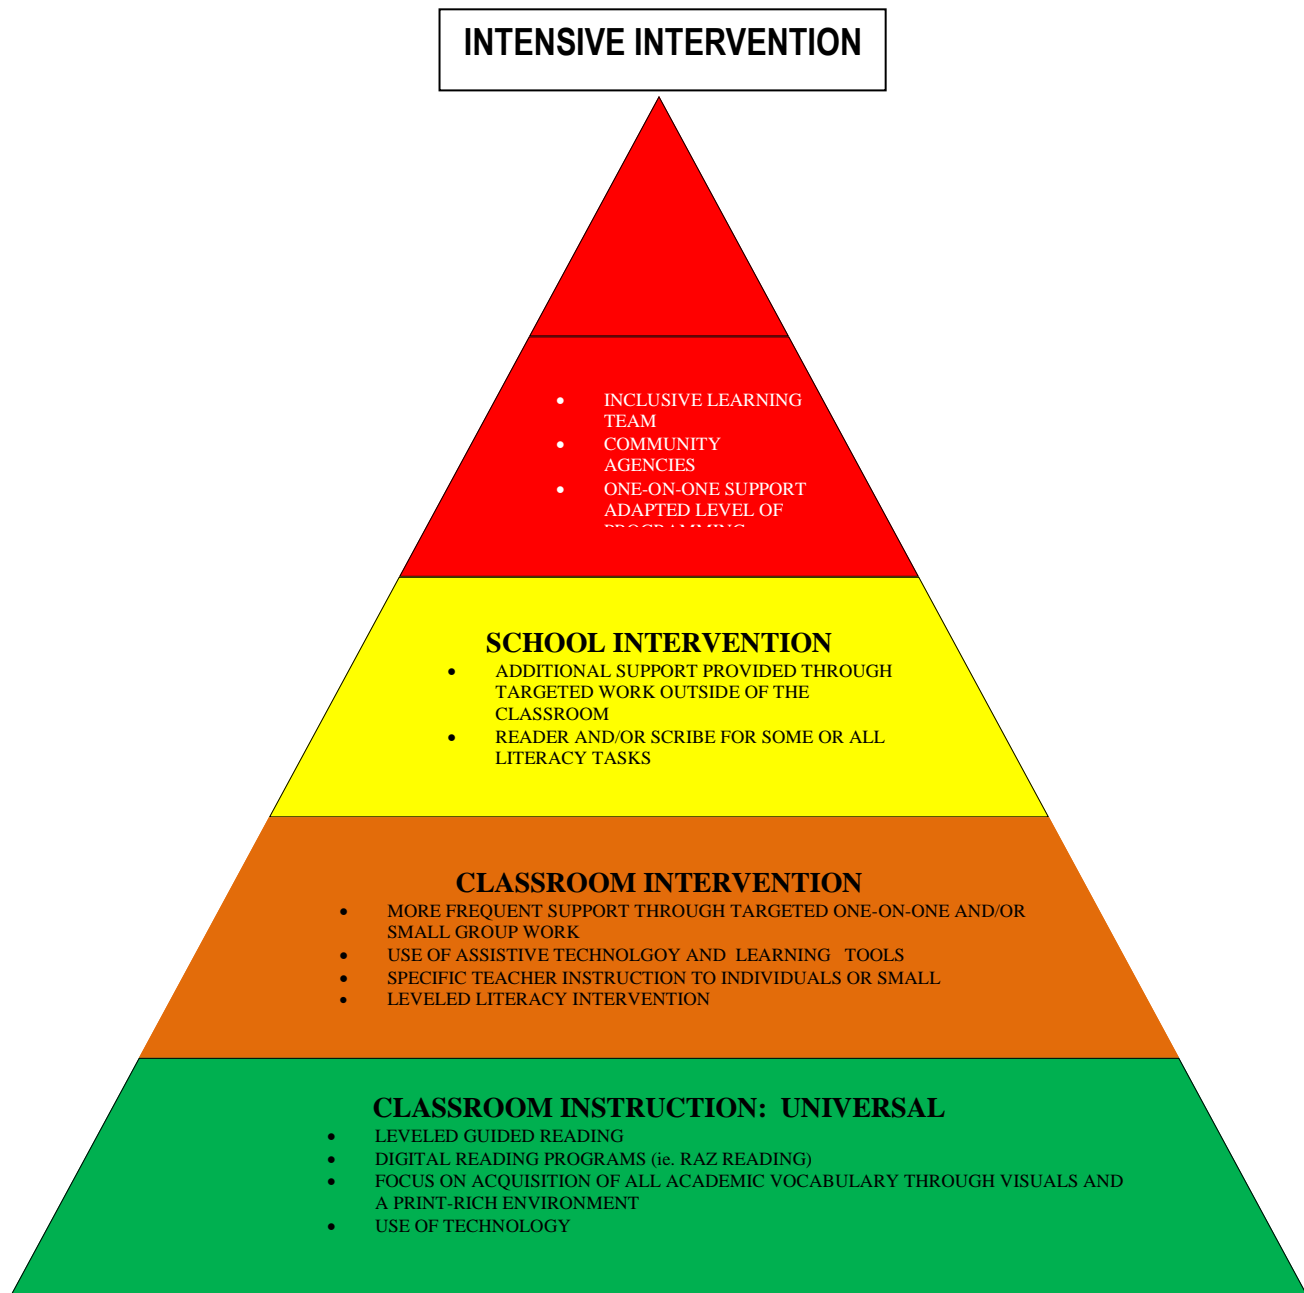 INTENSIVE INTERVENTION
• INCLUSIVE LEARNING
TEAM
• COMMUNITY
AGENCIES
• ONE-ON-ONE SUPPORT
ADAPTED LEVEL OF
PROGRAMMING
SCHOOL INTERVENTION
• ADDITIONAL SUPPORT PROVIDED THROUGH
TARGETED WORK OUTSIDE OF THE
CLASSROOM
• READER AND/OR SCRIBE FOR SOME OR ALL
LITERACY TASKS
CLASSROOM INTERVENTION
• MORE FREQUENT SUPPORT THROUGH TARGETED ONE-ON-ONE AND/OR
SMALL GROUP WORK
• USE OF ASSISTIVE TECHNOLGOY AND LEARNING TOOLS
• SPECIFIC TEACHER INSTRUCTION TO INDIVIDUALS OR SMALL
• LEVELED LITERACY INTERVENTION
CLASSROOM INSTRUCTION: UNIVERSAL
• LEVELED GUIDED READING
• DIGITAL READING PROGRAMS (ie. RAZ READING)
• FOCUS ON ACQUISITION OF ALL ACADEMIC VOCABULARY THROUGH VISUALS AND
A PRINT-RICH ENVIRONMENT
• USE OF TECHNOLOGY